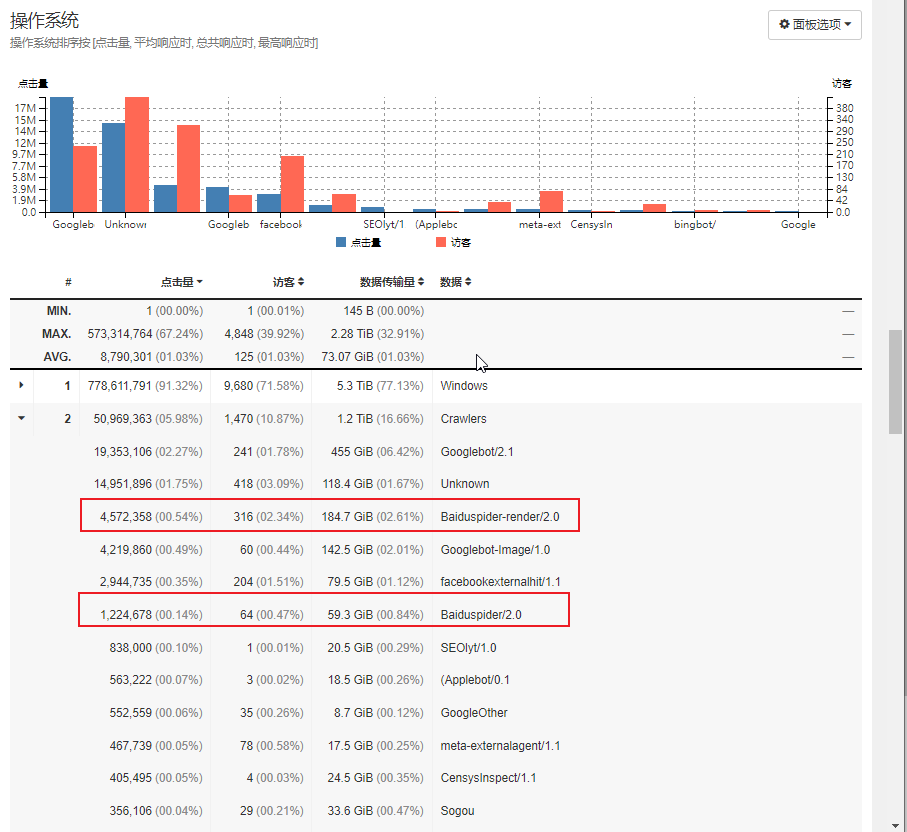 操作系统
面板选项
操作系统排序按 [点击量, 平均响应时, 总共响应时, 最高响应时]
点击量 访客
17M 380
15M 340
14M 290
12M 250
9.7M 210
7.7M 170
5.8M 130
3.9M 84
1.9M 42
0.0 0.0
Googleb Unknown Googleb facebook SEOlyt/1 (Applebc meta-ext CensysIn bingbot/ Google
点击量 访客
# 点击量 访客 数据传输量 数据
MIN. 1 (00.00%) 1 (00.01%) 145 B (00.00%) —
MAX. 573,314,764 (67.24%) 4,848 (39.92%) 2.28 TiB (32.91%) —
AVG. 8,790,301 (01.03%) 125 (01.03%) 73.07 GiB (01.03%) —
1 778,611,791 (91.32%) 9,680 (71.58%) 5.3 TiB (77.13%) Windows
2 50,969,363 (05.98%) 1,470 (10.87%) 1.2 TiB (16.66%) Crawlers
19,353,106 (02.27%) 241 (01.78%) 455 GiB (06.42%) Googlebot/2.1
14,951,896 (01.75%) 418 (03.09%) 118.4 GiB (01.67%) Unknown
4,572,358 (00.54%) 316 (02.34%) 184.7 GiB (02.61%) Baiduspider-render/2.0
4,219,860 (00.49%) 60 (00.44%) 142.5 GiB (02.01%) Googlebot-Image/1.0
2,944,735 (00.35%) 204 (01.51%) 79.5 GiB (01.12%) facebookexternalhit/1.1
1,224,678 (00.14%) 64 (00.47%) 59.3 GiB (00.84%) Baiduspider/2.0
838,000 (00.10%) 1 (00.01%) 20.5 GiB (00.29%) SEOlyt/1.0
563,222 (00.07%) 3 (00.02%) 18.5 GiB (00.26%) (Applebot/0.1
552,559 (00.06%) 35 (00.26%) 8.7 GiB (00.12%) GoogleOther
467,739 (00.05%) 78 (00.58%) 17.5 GiB (00.25%) meta-externalagent/1.1
405,495 (00.05%) 4 (00.03%) 24.5 GiB (00.35%) CensysInspect/1.1
356,106 (00.04%) 29 (00.21%) 33.6 GiB (00.47%) Sogou